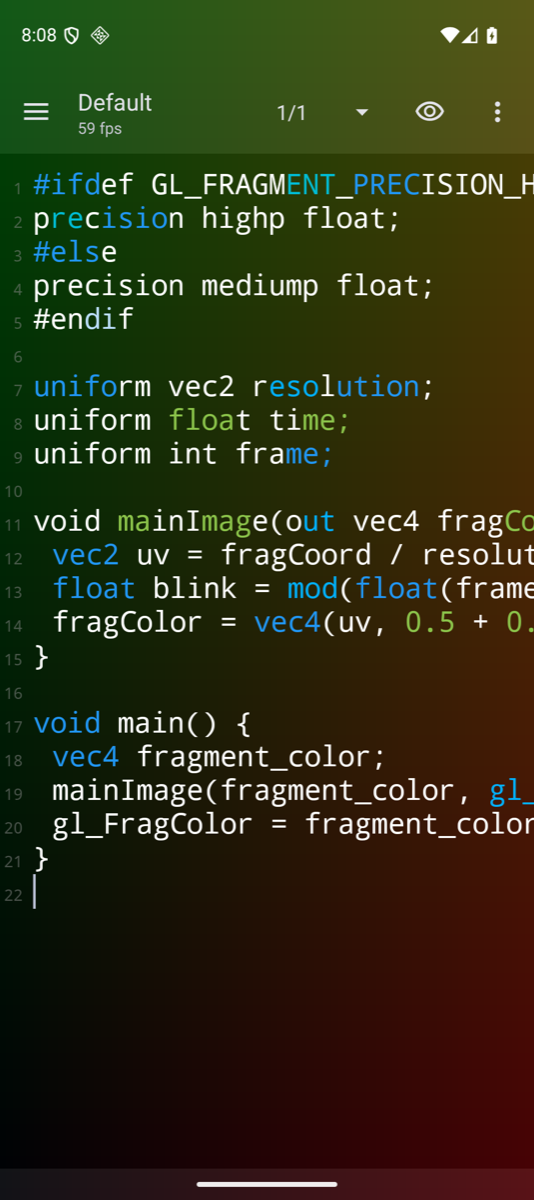 8:08
Default
59 fps
1/1
1 #ifdef GL_FRAGMENT_PRECISION_H
2 precision highp float;
3 #else
4 precision mediump float;
5 #endif
6
7 uniform vec2 resolution;
8 uniform float time;
9 uniform int frame;
10
11 void mainImage(out vec4 fragCo
12 vec2 uv = fragCoord / resolut
13 float blink = mod(float(frame
14 fragColor = vec4(uv, 0.5 + 0.
15 }
16
17 void main() {
18 vec4 fragment_color;
19 mainImage(fragment_color, gl_
20 gl_FragColor = fragment_color
21 }
22